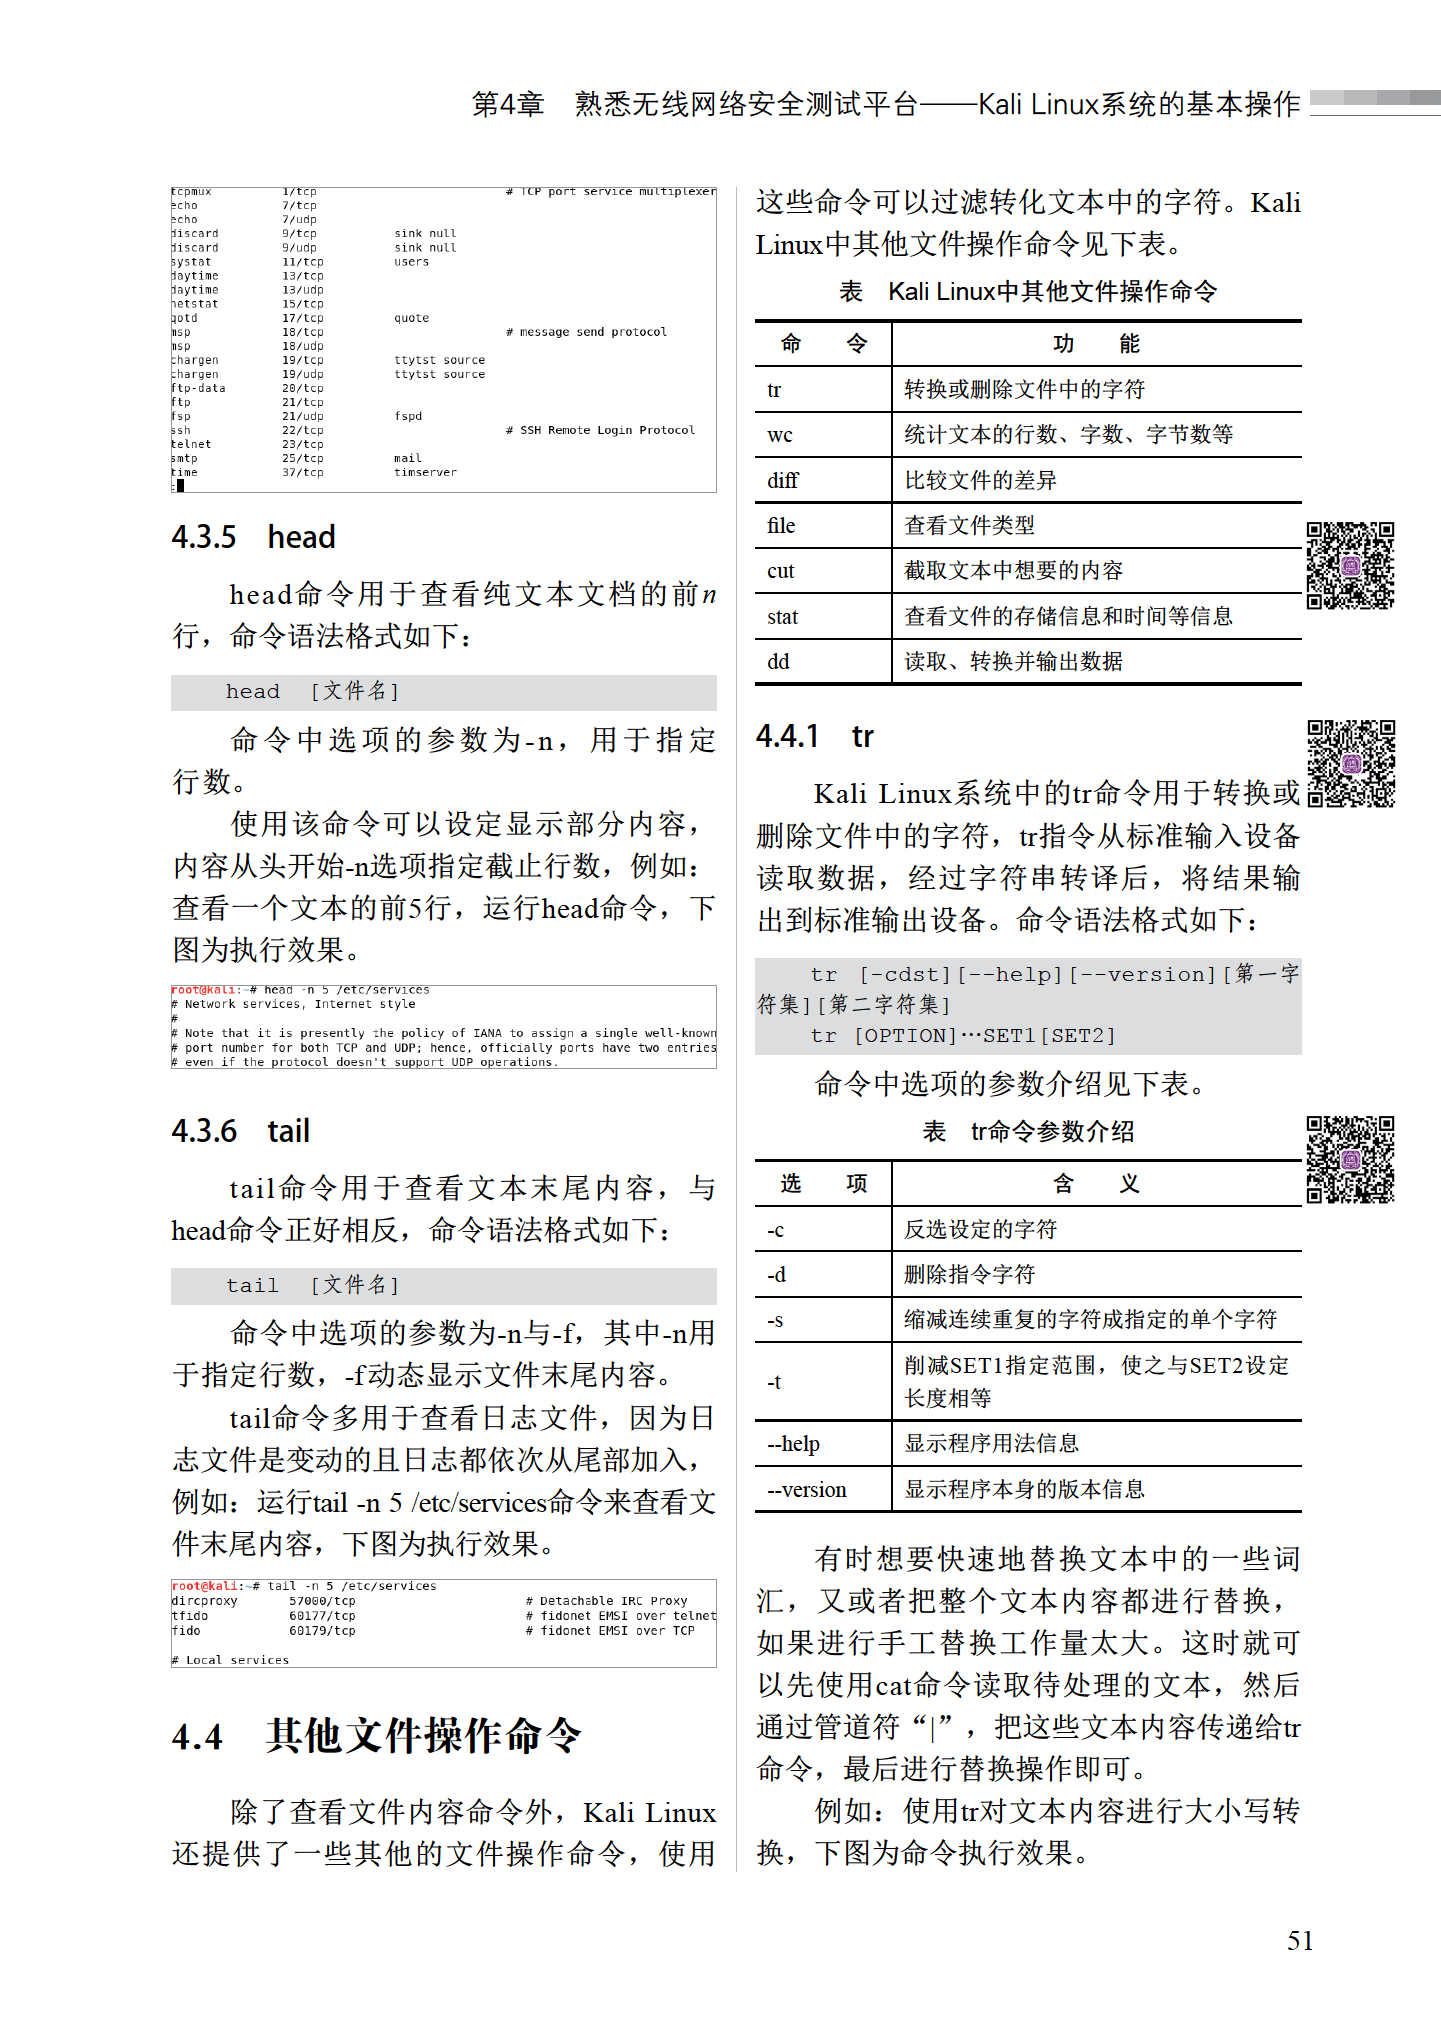 第4章　熟悉无线网络安全测试平台——Kali Linux系统的基本操作
tcpmux 1/tcp # TCP port service multiplexer
echo 7/tcp
echo 7/udp
discard 9/tcp sink null
discard 9/udp sink null
systat 11/tcp users
daytime 13/tcp
daytime 13/udp
netstat 15/tcp
qotd 17/tcp quote
msp 18/tcp # message send protocol
msp 18/udp
chargen 19/tcp ttytst source
chargen 19/udp ttytst source
ftp-data 20/tcp
ftp 21/tcp
fsp 21/udp fspd
ssh 22/tcp # SSH Remote Login Protocol
telnet 23/tcp
smtp 25/tcp mail
time 37/tcp timserver
:
4.3.5　head
head命令用于查看纯文本文档的前n
行，命令语法格式如下：
head [文件名]
命令中选项的参数为-n，用于指定
行数。
使用该命令可以设定显示部分内容，
内容从头开始-n选项指定截止行数，例如：
查看一个文本的前5行，运行head命令，下
图为执行效果。
root@kali:~# head -n 5 /etc/services
# Network services, Internet style
#
# Note that it is presently the policy of IANA to assign a single well-known
# port number for both TCP and UDP; hence, officially ports have two entries
# even if the protocol doesn't support UDP operations.
4.3.6　tail
tail命令用于查看文本末尾内容，与
head命令正好相反，命令语法格式如下：
tail [文件名]
命令中选项的参数为-n与-f，其中-n用
于指定行数，-f动态显示文件末尾内容。
tail命令多用于查看日志文件，因为日
志文件是变动的且日志都依次从尾部加入，
例如：运行tail -n 5 /etc/services命令来查看文
件末尾内容，下图为执行效果。
root@kali:~# tail -n 5 /etc/services
dircproxy 57000/tcp # Detachable IRC Proxy
tfido 60177/tcp # fidonet EMSI over telnet
fido 60179/tcp # fidonet EMSI over TCP
# Local services
4.4　其他文件操作命令
除了查看文件内容命令外，Kali Linux
还提供了一些其他的文件操作命令，使用
这些命令可以过滤转化文本中的字符。Kali
Linux中其他文件操作命令见下表。
表　Kali Linux中其他文件操作命令
命　令 功　能
tr 转换或删除文件中的字符
wc 统计文本的行数、字数、字节数等
diff 比较文件的差异
file 查看文件类型
cut 截取文本中想要的内容
stat 查看文件的存储信息和时间等信息
dd 读取、转换并输出数据
4.4.1　tr
Kali Linux系统中的tr命令用于转换或
删除文件中的字符，tr指令从标准输入设备
读取数据，经过字符串转译后，将结果输
出到标准输出设备。命令语法格式如下：
tr [-cdst][--help][--version][第一字
符集][第二字符集]
tr [OPTION]…SET1[SET2]
命令中选项的参数介绍见下表。
表　tr命令参数介绍
选　项 含　义
-c 反选设定的字符
-d 删除指令字符
-s 缩减连续重复的字符成指定的单个字符
-t 削减SET1指定范围，使之与SET2设定
长度相等
--help 显示程序用法信息
--version 显示程序本身的版本信息
有时想要快速地替换文本中的一些词
汇，又或者把整个文本内容都进行替换，
如果进行手工替换工作量太大。这时就可
以先使用cat命令读取待处理的文本，然后
通过管道符“|”，把这些文本内容传递给tr
命令，最后进行替换操作即可。
例如：使用tr对文本内容进行大小写转
换，下图为命令执行效果。
51